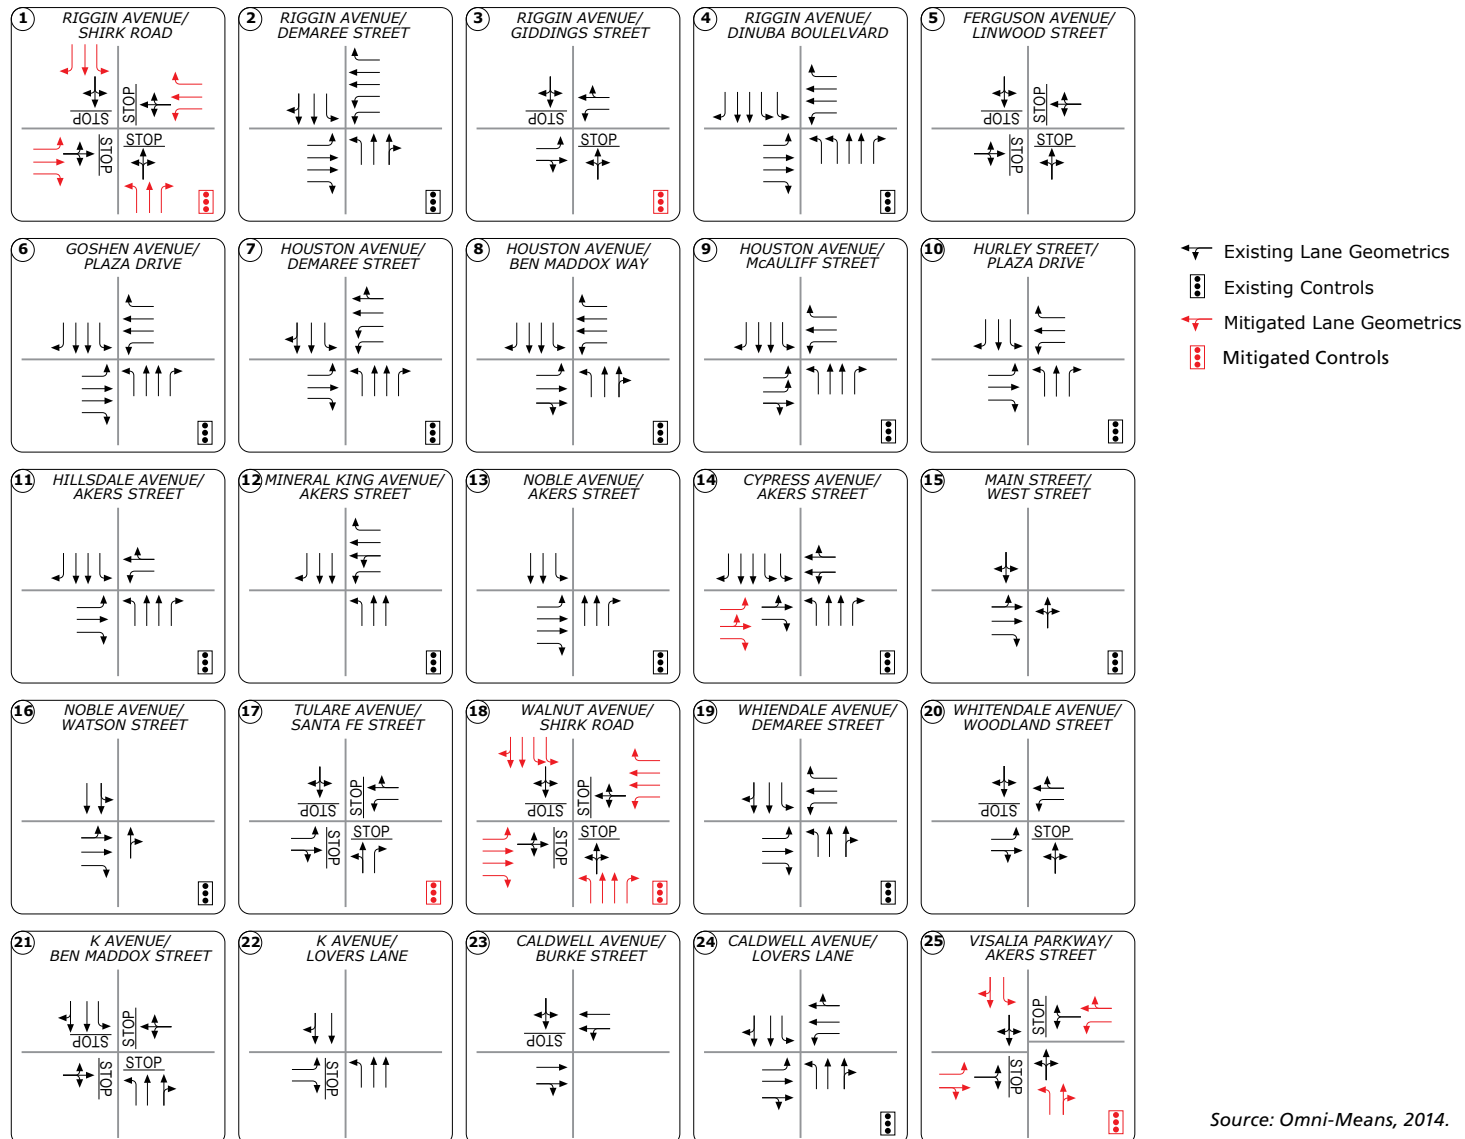 1 RIGGIN AVENUE/
SHIRK ROAD
STOP
STOP
STOP
STOP
2 RIGGIN AVENUE/
DEMAREE STREET
3 RIGGIN AVENUE/
GIDDINGS STREET
STOP
STOP
4 RIGGIN AVENUE/
DINUBA BOULELVARD
5 FERGUSON AVENUE/
LINWOOD STREET
STOP
STOP
STOP
STOP
6 GOSHEN AVENUE/
PLAZA DRIVE
7 HOUSTON AVENUE/
DEMAREE STREET
8 HOUSTON AVENUE/
BEN MADDOX WAY
9 HOUSTON AVENUE/
McAULIFF STREET
10 HURLEY STREET/
PLAZA DRIVE
Existing Lane Geometrics
Existing Controls
Mitigated Lane Geometrics
Mitigated Controls
11 HILLSDALE AVENUE/
AKERS STREET
12 MINERAL KING AVENUE/
AKERS STREET
13 NOBLE AVENUE/
AKERS STREET
14 CYPRESS AVENUE/
AKERS STREET
15 MAIN STREET/
WEST STREET
16 NOBLE AVENUE/
WATSON STREET
17 TULARE AVENUE/
SANTA FE STREET
STOP
STOP
STOP
STOP
18 WALNUT AVENUE/
SHIRK ROAD
STOP
STOP
STOP
STOP
19 WHIENDALE AVENUE/
DEMAREE STREET
20 WHITENDALE AVENUE/
WOODLAND STREET
STOP
STOP
21 K AVENUE/
BEN MADDOX STREET
STOP
STOP
STOP
STOP
22 K AVENUE/
LOVERS LANE
STOP
23 CALDWELL AVENUE/
BURKE STREET
STOP
24 CALDWELL AVENUE/
LOVERS LANE
25 VISALIA PARKWAY/
AKERS STREET
STOP
STOP
Source: Omni-Means, 2014.